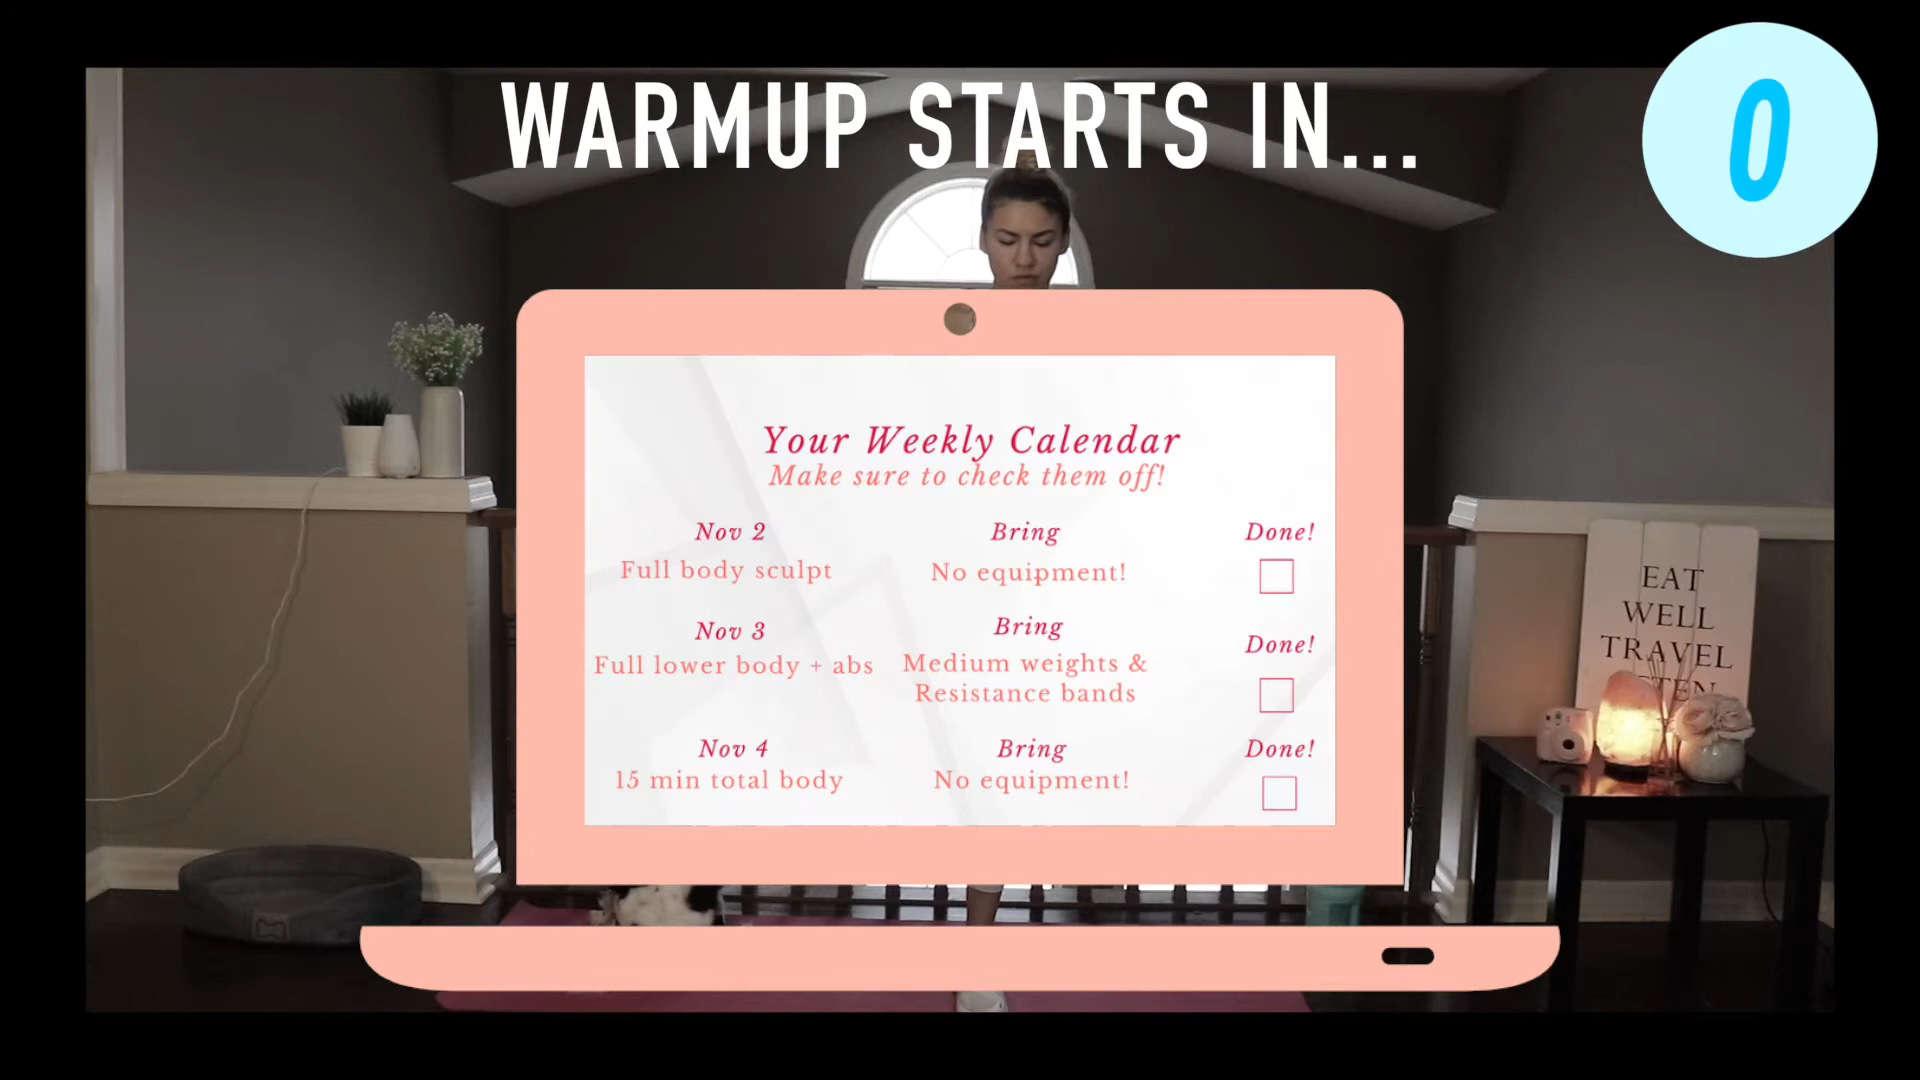 WARMUP STARTS IN...
0
Your Weekly Calendar
Make sure to check them off!
Nov 2 Bring Done!
Full body sculpt No equipment!
Nov 3 Bring Done!
Full lower body + abs Medium weights &
Resistance bands
Nov 4 Bring Done!
15 min total body No equipment!
EAT
WELL
TRAVEL